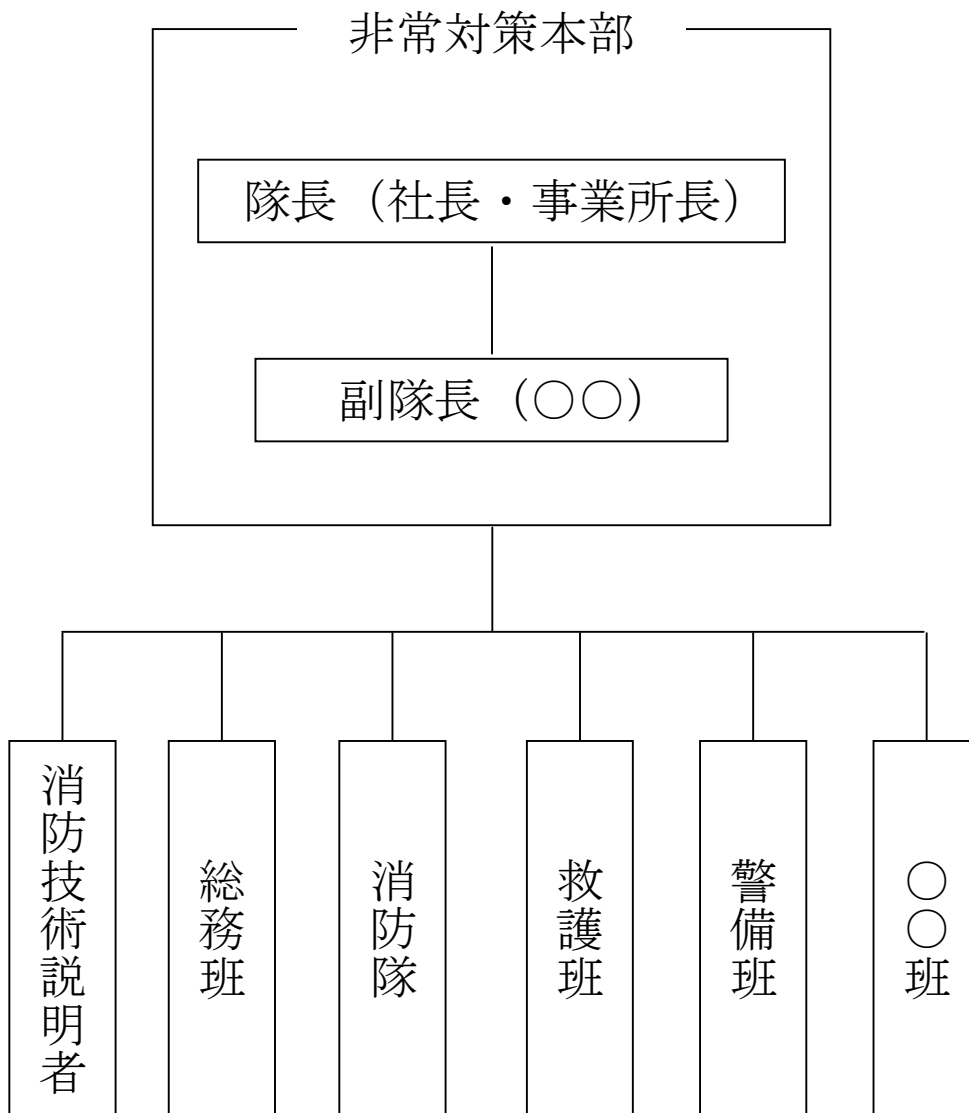 非常対策本部
隊長（社長・事業所長）
副隊長（○○）
消防技術説明者
総務班
消防隊
救護班
警備班
○○班